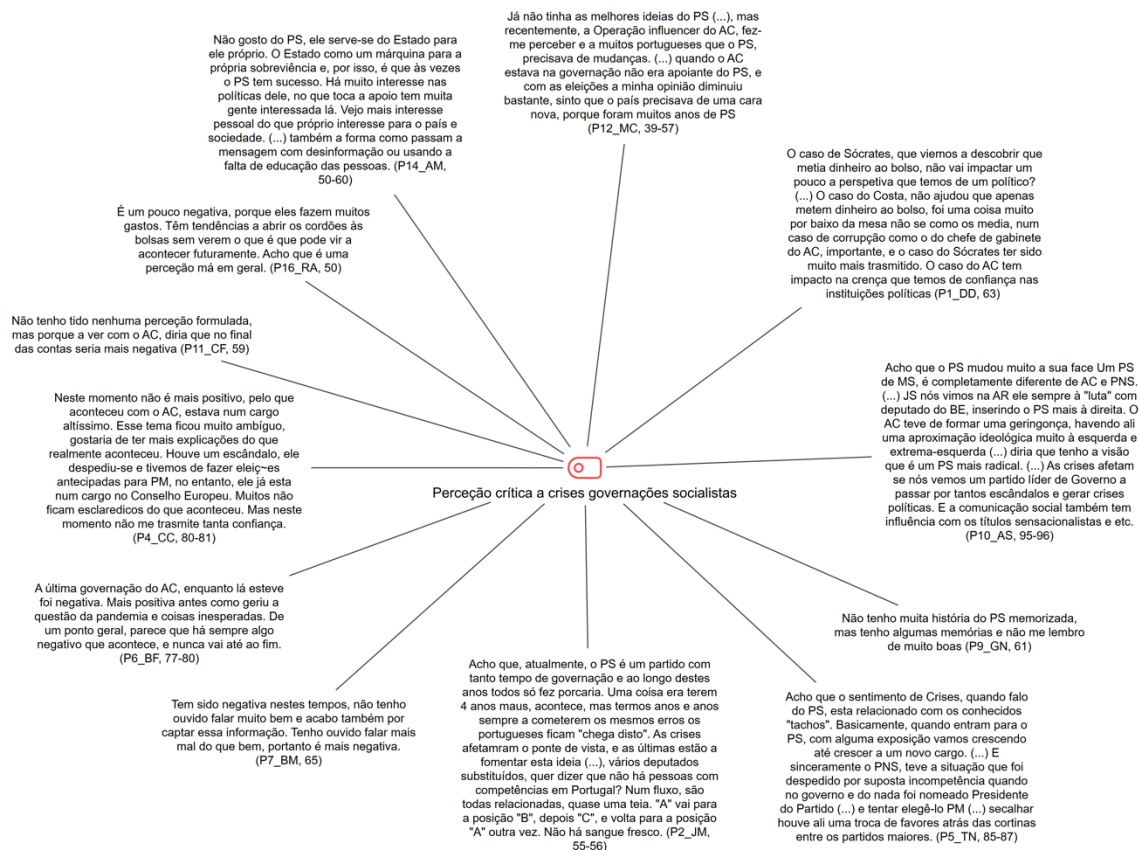 Não gosto do PS, ele serve-se do Estado para
ele próprio. O Estado como um márquina para a
própria sobreviência e, por isso, é que às vezes
o PS tem sucesso. Há muito interesse nas
políticas dele, no que toca a apoio tem muita
gente interessada lá. Vejo mais interesse
pessoal do que próprio interesse para o país e
sociedade. (...) também a forma como passam a
mensagem com desinformação ou usando a
falta de educação das pessoas. (P14_AM,
50-60)
Já não tinha as melhores ideias do PS (...), mas
recentemente, a Operação influencer do AC, fez-
me perceber e a muitos portugueses que o PS,
precisava de mudanças. (...) quando o AC
estava na governação não era apoiante do PS, e
com as eleições a minha opinião diminuiu
bastante, sinto que o país precisava de uma cara
nova, porque foram muitos anos de PS
(P12_MC, 39-57)
O caso de Sócrates, que viemos a descobrir que
metia dinheiro ao bolso, não vai impactar um
pouco a perspetiva que temos de um político?
(...) O caso do Costa, não ajudou que apenas
metem dinheiro ao bolso, foi uma coisa muito
por baixo da mesa não se como os media, num
caso de corrupção como o do chefe de gabinete
do AC, importante, e o caso do Sócrates ter sido
muito mais trasmitido. O caso do AC tem
impacto na crença que temos de confiança nas
instituições políticas (P1_DD, 63)
É um pouco negativa, porque eles fazem muitos
gastos. Têm tendências a abrir os cordões às
bolsas sem verem o que é que pode vir a
acontecer futuramente. Acho que é uma
perceção má em geral. (P16_RA, 50)
Não tenho tido nenhuma perceção formulada,
mas porque a ver com o AC, diria que no final
das contas seria mais negativa (P11_CF, 59)
Neste momento não é mais positivo, pelo que
aconteceu com o AC, estava num cargo
altíssimo. Esse tema ficou muito ambíguo,
gostaria de ter mais explicações do que
realmente aconteceu. Houve um escândalo, ele
despediu-se e tivemos de fazer eleiç~es
antecipadas para PM, no entanto, ele já esta
num cargo no Conselho Europeu. Muitos não
ficam esclaredicos do que aconteceu. Mas neste
momento não me trasmite tanta confiança.
(P4_CC, 80-81)
Perceção crítica a crises governações socialistas
Acho que o PS mudou muito a sua face Um PS
de MS, é completamente diferente de AC e PNS.
(...) JS nós vimos na AR ele sempre à "luta" com
deputado do BE, inserindo o PS mais à direita. O
AC teve de formar uma geringonça, havendo ali
uma aproximação ideológica muito à esquerda e
extrema-esquerda (...) diria que tenho a visão
que é um PS mais radical. (...) As crises afetam
se nós vemos um partido líder de Governo a
passar por tantos escândalos e gerar crises
políticas. E a comunicação social também tem
influência com os títulos sensacionalistas e etc.
(P10_AS, 95-96)
A última governação do AC, enquanto lá esteve
foi negativa. Mais positiva antes como geriu a
questão da pandemia e coisas inesperadas. De
um ponto geral, parece que há sempre algo
negativo que acontece, e nunca vai até ao fim.
(P6_BF, 77-80)
Não tenho muita história do PS memorizada,
mas tenho algumas memórias e não me lembro
de muito boas (P9_GN, 61)
Tem sido negativa nestes tempos, não tenho
ouvido falar muito bem e acabo também por
captar essa informação. Tenho ouvido falar mais
mal do que bem, portanto é mais negativa.
(P7_BM, 65)
Acho que, atualmente, o PS é um partido com
tanto tempo de governação e ao longo destes
anos todos só fez porcaria. Uma coisa era terem
4 anos maus, acontece, mas termos anos e anos
sempre a cometerem os mesmos erros os
portugueses ficam "chega disto". As crises
afetamram o ponte de vista, e as últimas estão a
fomentar esta ideia (...), vários deputados
substituídos, quer dizer que não há pessoas com
competências em Portugal? Num fluxo, são
todas relacionadas, quase uma teia. "A" vai para
a posição "B", depois "C", e volta para a posição
"A" outra vez. Não há sangue fresco. (P2_JM,
55-56)
Acho que o sentimento de Crises, quando falo
do PS, esta relacionado com os conhecidos
"tachos". Basicamente, quando entram para o
PS, com alguma exposição vamos crescendo
até crescer a um novo cargo. (...) E
sinceramente o PNS, teve a situação que foi
despedido por suposta incompetência quando
no governo e do nada foi nomeado Presidente
do Partido (...) e tentar elegê-lo PM (...) secalhar
houve ali uma troca de favores atrás das cortinas
entre os partidos maiores. (P5_TN, 85-87)